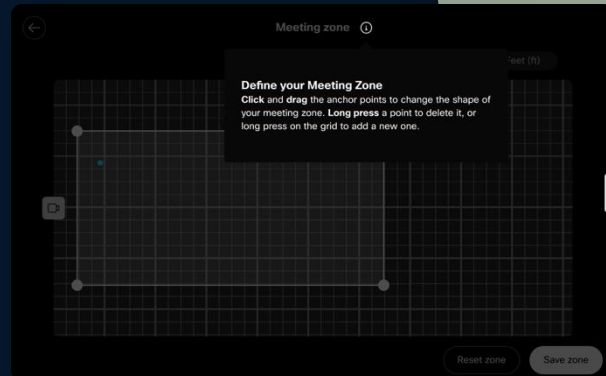 Meeting zone
Feet (ft)
Define your Meeting Zone
Click and drag the anchor points to change the shape of
your meeting zone. Long press a point to delete it, or
long press on the grid to add a new one.
Reset zone
Save zone